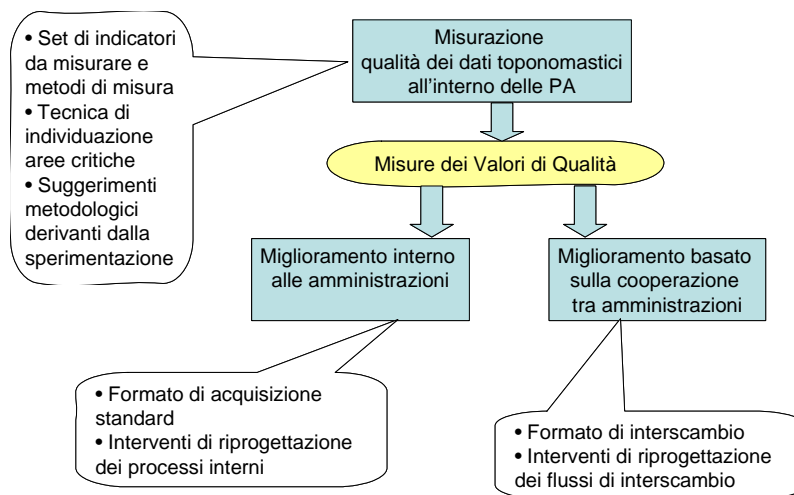 • Set di indicatori
da misurare e
metodi di misura
• Tecnica di
individuazione
aree critiche
• Suggerimenti
metodologici
derivanti dalla
sperimentazione
Misurazione
qualità dei dati toponomastici
all’interno delle PA
Misure dei Valori di Qualità
Miglioramento interno
alle amministrazioni
Miglioramento basato
sulla cooperazione
tra amministrazioni
• Formato di acquisizione
standard
• Interventi di riprogettazione
dei processi interni
• Formato di interscambio
• Interventi di riprogettazione
dei flussi di interscambio